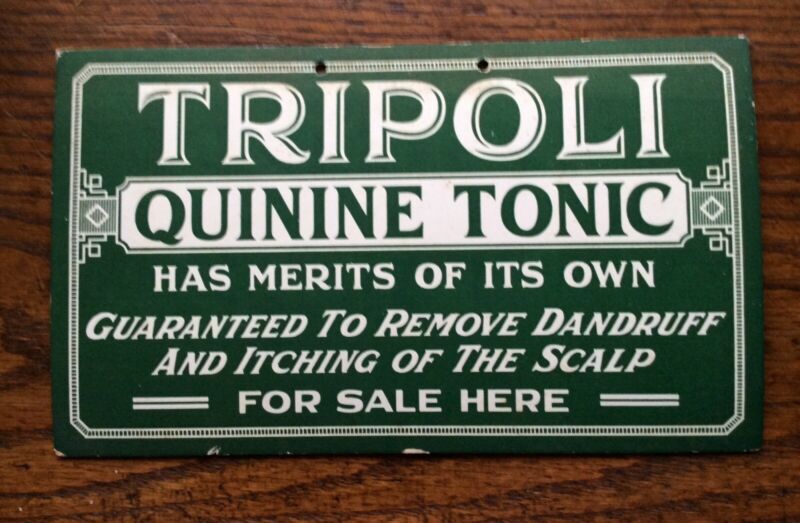 TRIPOLI
QUININE TONIC
HAS MERITS OF ITS OWN
GUARANTEED TO REMOVE DANDRUFF
AND ITCHING OF THE SCALP
FOR SALE HERE